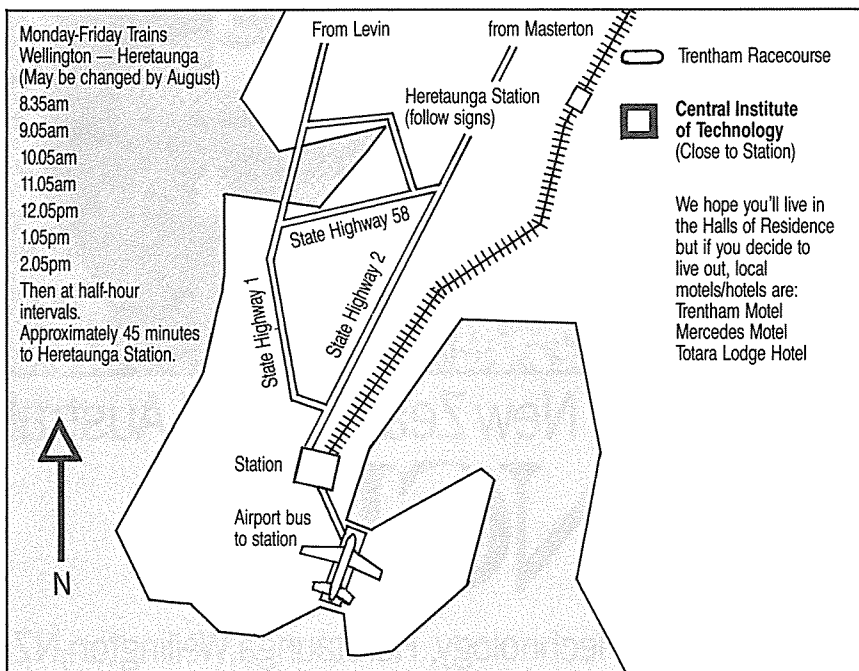 Monday-Friday Trains
Wellington — Heretaunga
(May be changed by August)
8.35am
9.05am
10.05am
11.05am
12.05pm
1.05pm
2.05pm
Then at half-hour
intervals.
Approximately 45 minutes
to Heretaunga Station.
From Levin
from Masterton
Heretaunga Station
(follow signs)
State Highway 58
State Highway 1
State Highway 2
Station
Airport bus
to station
N
Trentham Racecourse
Central Institute
of Technology
(Close to Station)
We hope you'll live in
the Halls of Residence
but if you decide to
live out, local
motels/hotels are:
Trentham Motel
Mercedes Motel
Totara Lodge Hotel